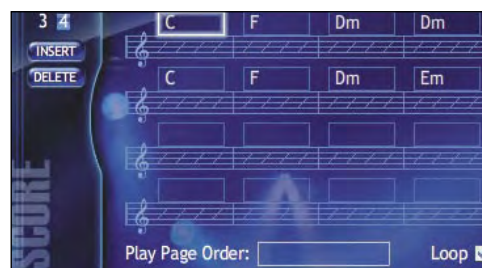 3 4 C F Dm Dm
INSERT
DELETE C F Dm Em
SCORE
Play Page Order: Loop